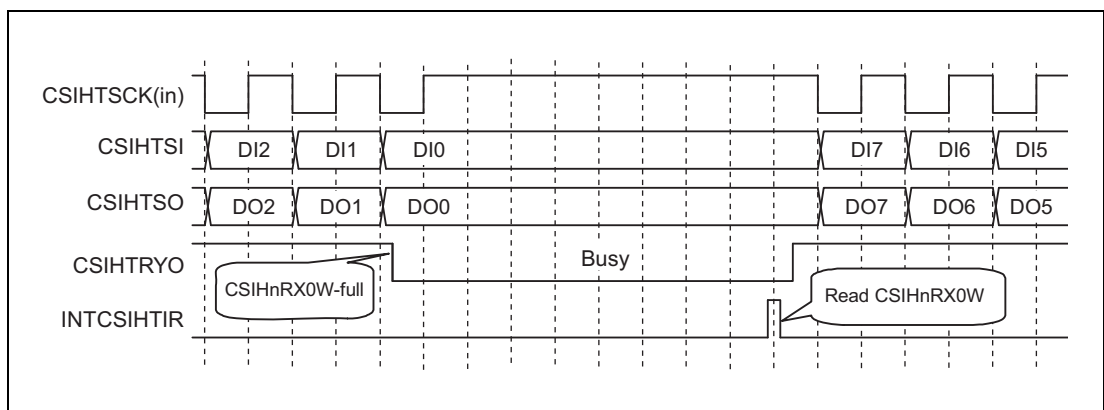 CSIHTSCK(in)
CSIHTSI DI2 DI1 DI0 DI7 DI6 DI5
CSIHTSO DO2 DO1 DO0 DO7 DO6 DO5
CSIHTRYO Busy
CSIHnRX0W-full Read CSIHnRX0W
INTCSIHTIR